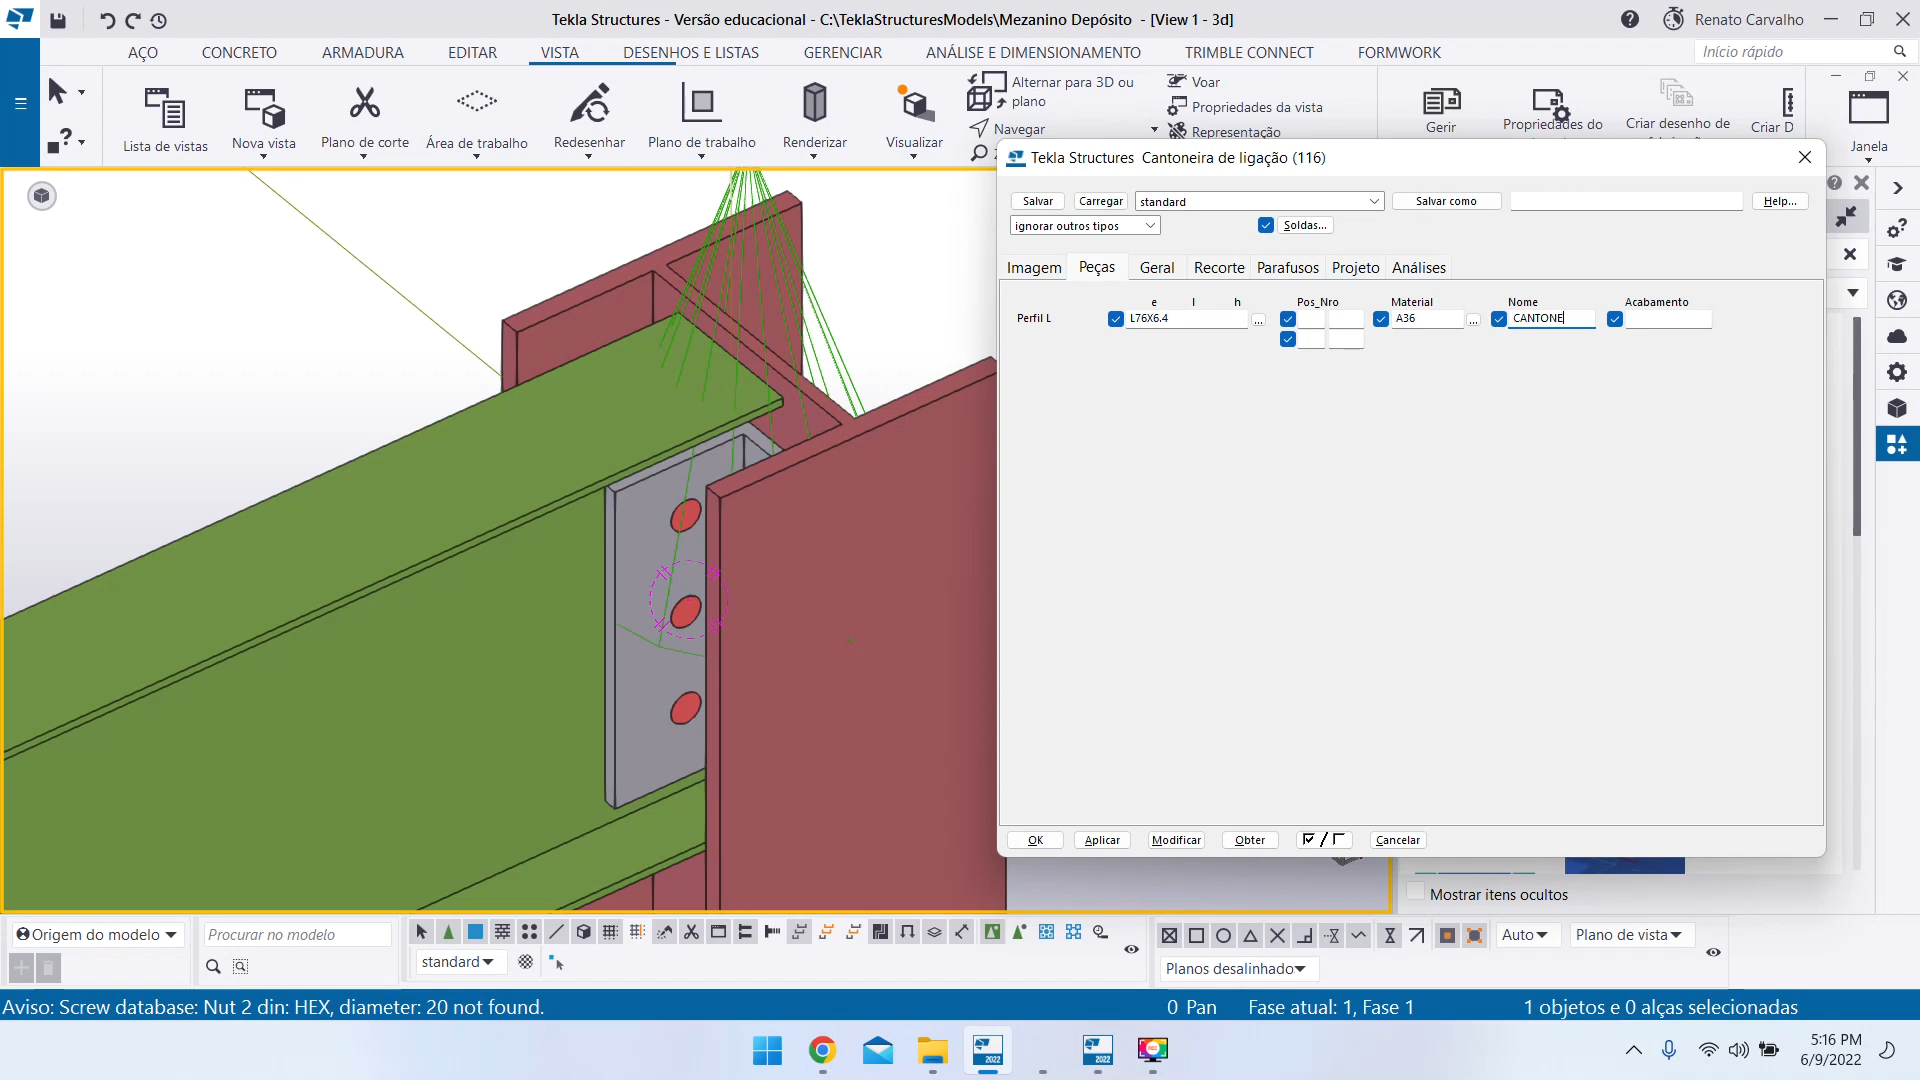 Tekla Structures - Versão educacional - C:\TeklaStructuresModels\Mezanino Depósito - [View 1 - 3d]
Renato Carvalho
AÇO CONCRETO ARMADURA EDITAR VISTA DESENHOS E LISTAS GERENCIAR ANÁLISE E DIMENSIONAMENTO TRIMBLE CONNECT FORMWORK
Início rápido
Lista de vistas
Nova vista
Plano de corte
Área de trabalho
Redesenhar
Plano de trabalho
Renderizar
Visualizar
Alternar para 3D ou
plano
Navegar
Voar
Propriedades da vista
Representação
Gerir
Propriedades do
Criar desenho de
Criar D
Janela
Tekla Structures Cantoneira de ligação (116)
Salvar Carregar standard Salvar como Help...
ignorar outros tipos Soldas...
Imagem Peças Geral Recorte Parafusos Projeto Análises
e l h Pos_Nro Material Nome Acabamento
Perfil L L76X6.4 ... A36 ... CANTONE
OK Aplicar Modificar Obter / Cancelar
Mostrar itens ocultos
Origem do modelo
Procurar no modelo
standard
Auto
Plano de vista
Planos desalinhado
Aviso: Screw database: Nut 2 din: HEX, diameter: 20 not found.
0 Pan Fase atual: 1, Fase 1 1 objetos e 0 alças selecionadas
2022
2022
REC
5:16 PM
6/9/2022